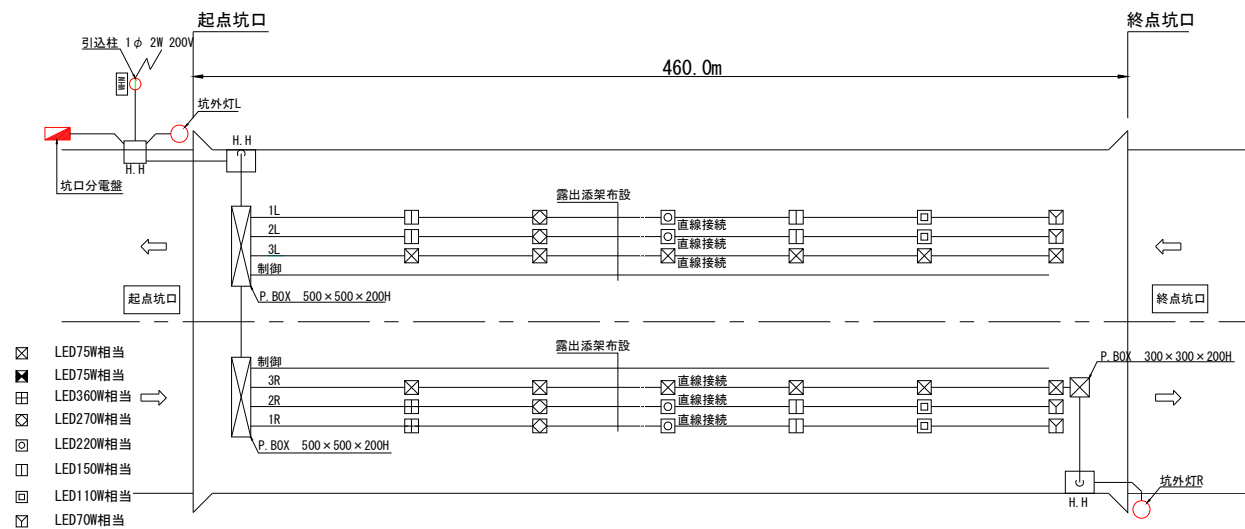 起点坑口
終点坑口
引込柱 1φ 2W 200V
460.0m
WHM
坑外灯L
H.H
H.H
坑口分電盤
露出添架布設
1L
直線接続
2L
直線接続
3L
直線接続
制御
起点坑口
P.BOX 500×500×200H
終点坑口
露出添架布設
制御
P.BOX 300×300×200H
3R
直線接続
2R
直線接続
1R
直線接続
P.BOX 500×500×200H
LED75W相当
LED75W相当
LED360W相当
LED270W相当
LED220W相当
LED150W相当
LED110W相当
LED70W相当
坑外灯R
H.H